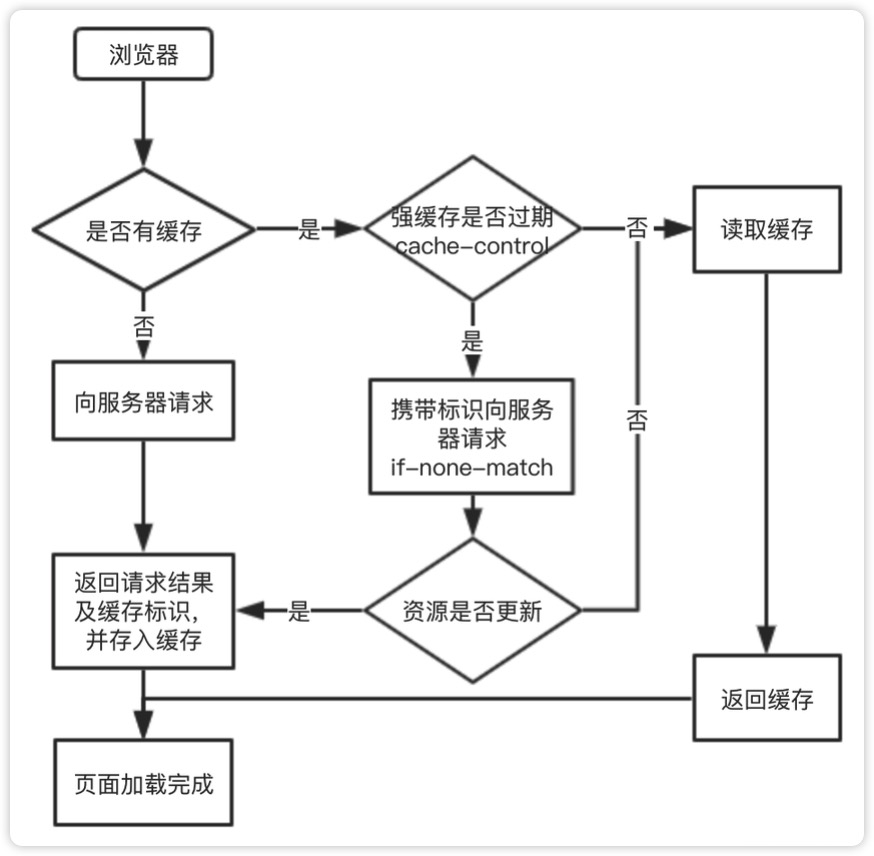 浏览器
是否有缓存
是
强缓存是否过期
cache-control
否
读取缓存
否
是
向服务器请求
携带标识向服务
器请求
if-none-match
否
返回请求结果
及缓存标识，
并存入缓存
是
资源是否更新
返回缓存
页面加载完成